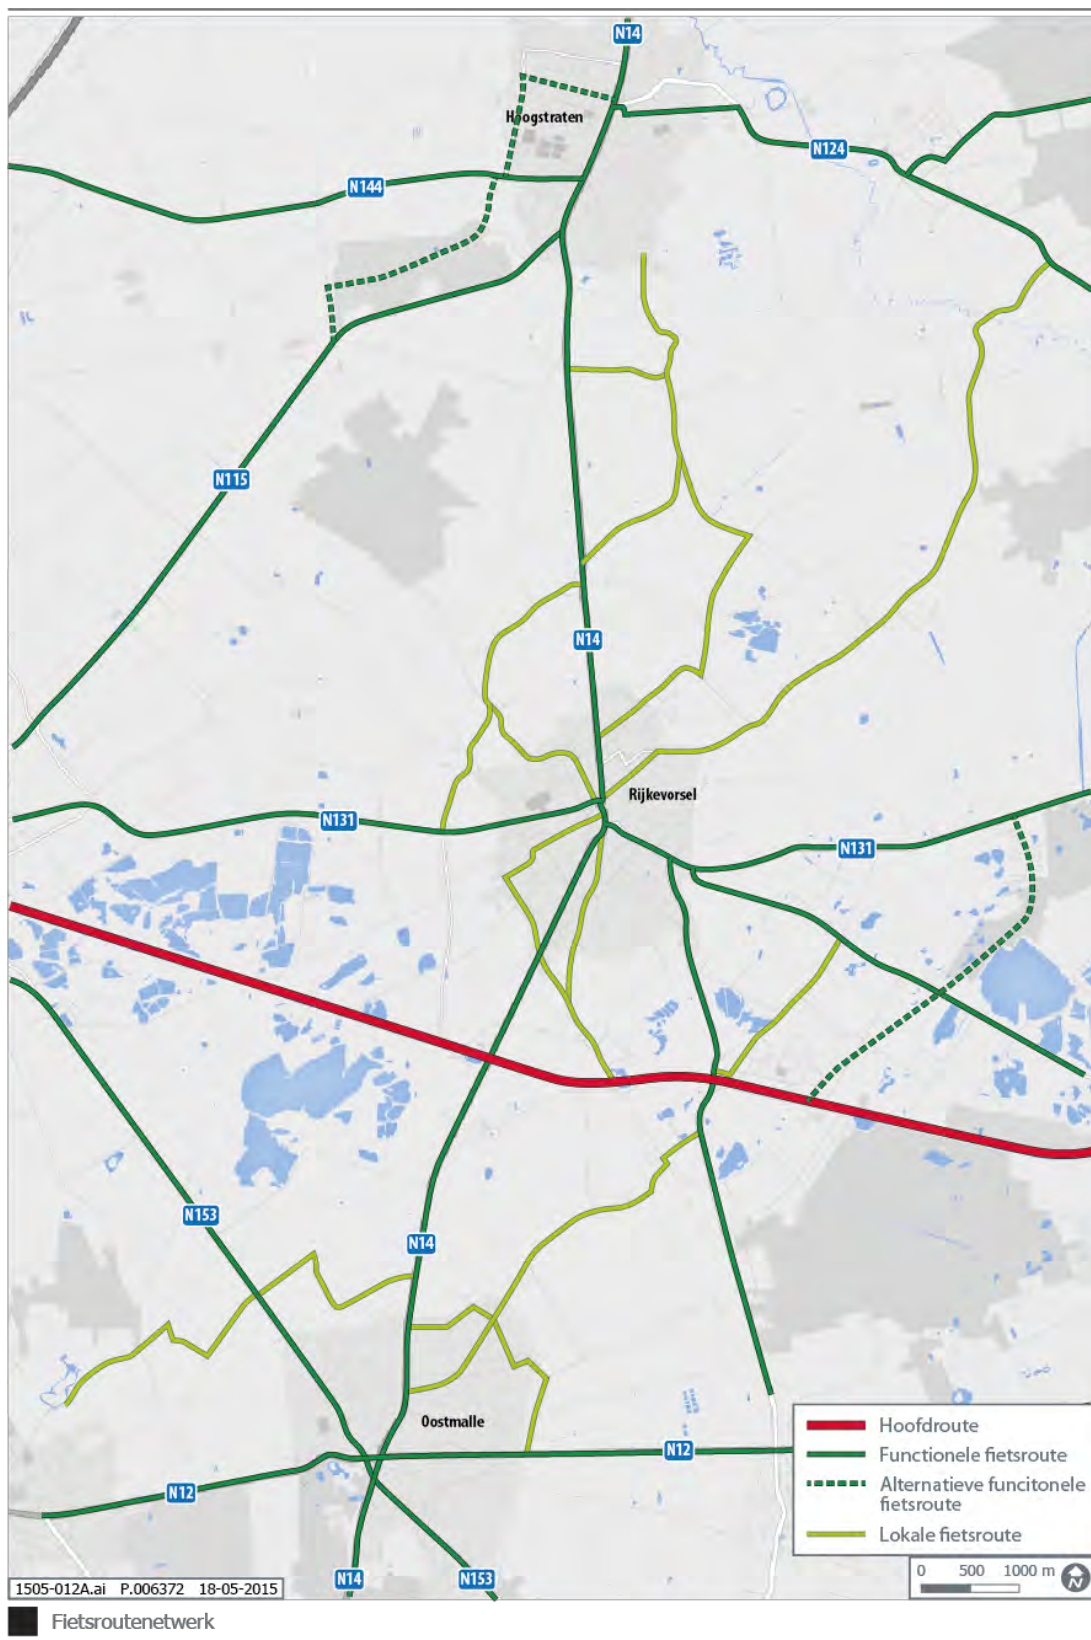 N14
Hoogstraten
N124
N144
N115
N14
Rijkevorsel
N131
N131
N153
N14
Oostmalle
N12
N12
N14
N153
Hoofdroute
Functionele fietsroute
Alternatieve funcitonele
fietsroute
Lokale fietsroute
0 500 1000 m
N
1505-012A.ai P.006372 18-05-2015
Fietsroutenetwerk